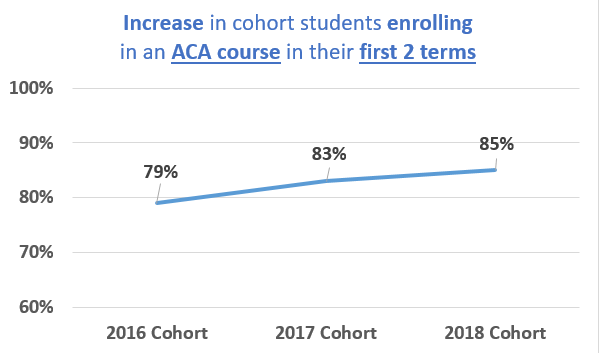 Increase in cohort students enrolling
in an ACA course in their first 2 terms
100%
90%
80%
70%
60%
79%
83%
85%
2016 Cohort
2017 Cohort
2018 Cohort